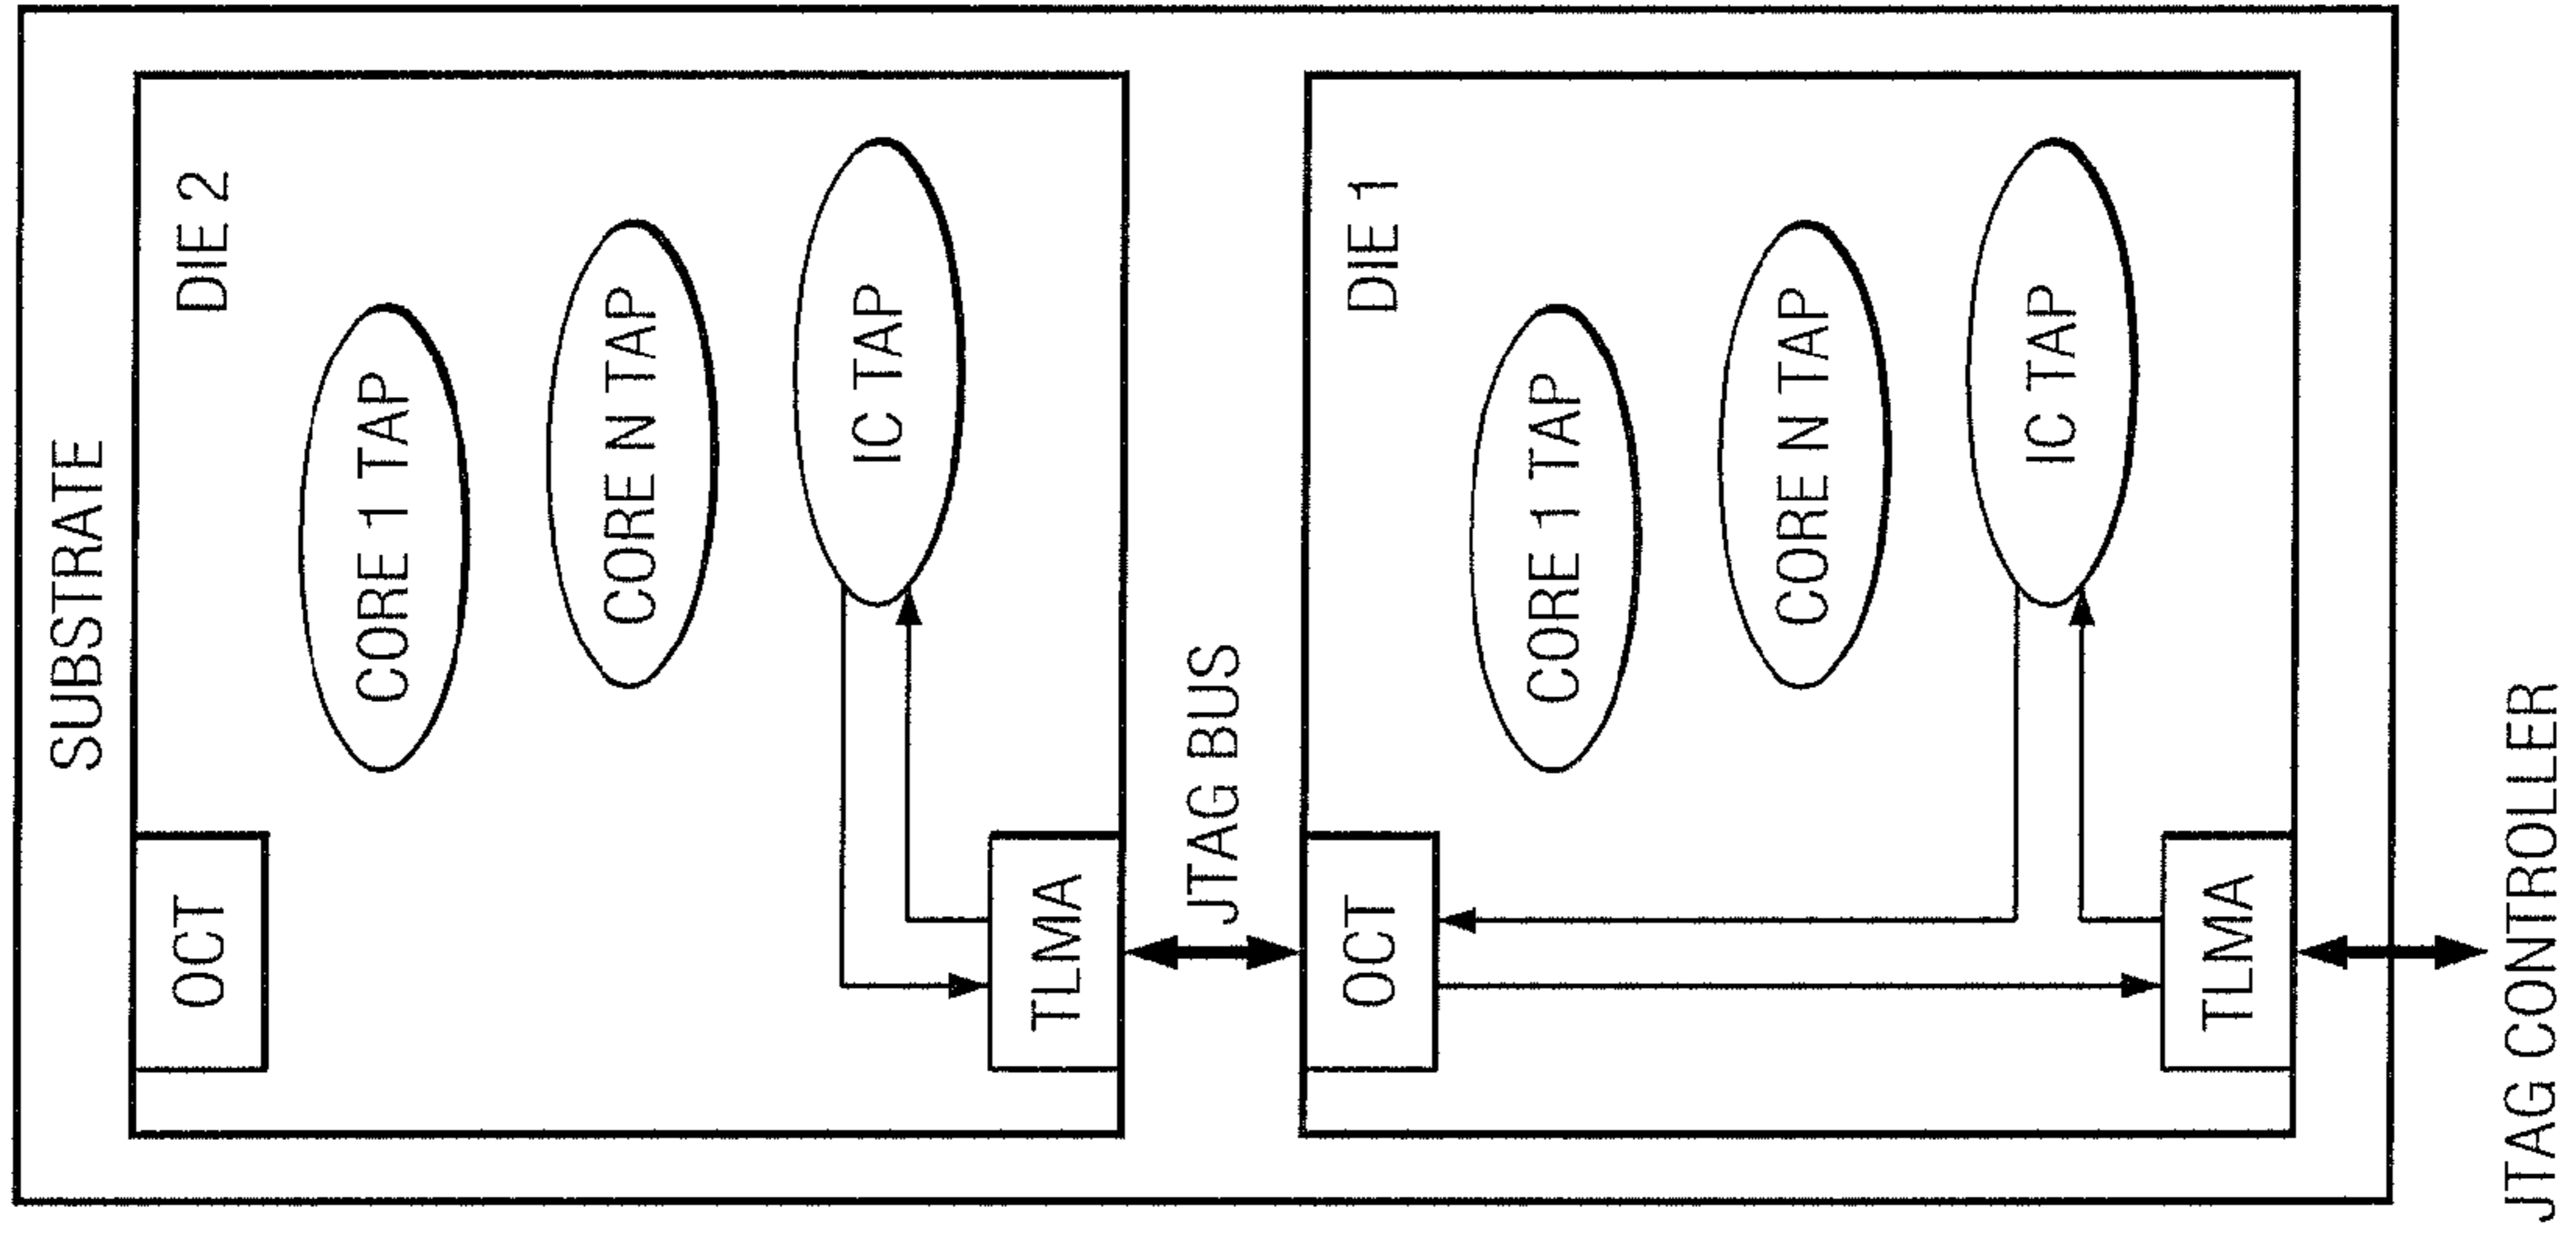 SUBSTRATE
DIE 2
OCT
CORE 1 TAP
CORE N TAP
IC TAP
TLMA
JTAG BUS
DIE 1
OCT
CORE 1 TAP
CORE N TAP
IC TAP
TLMA
JTAG CONTROLLER